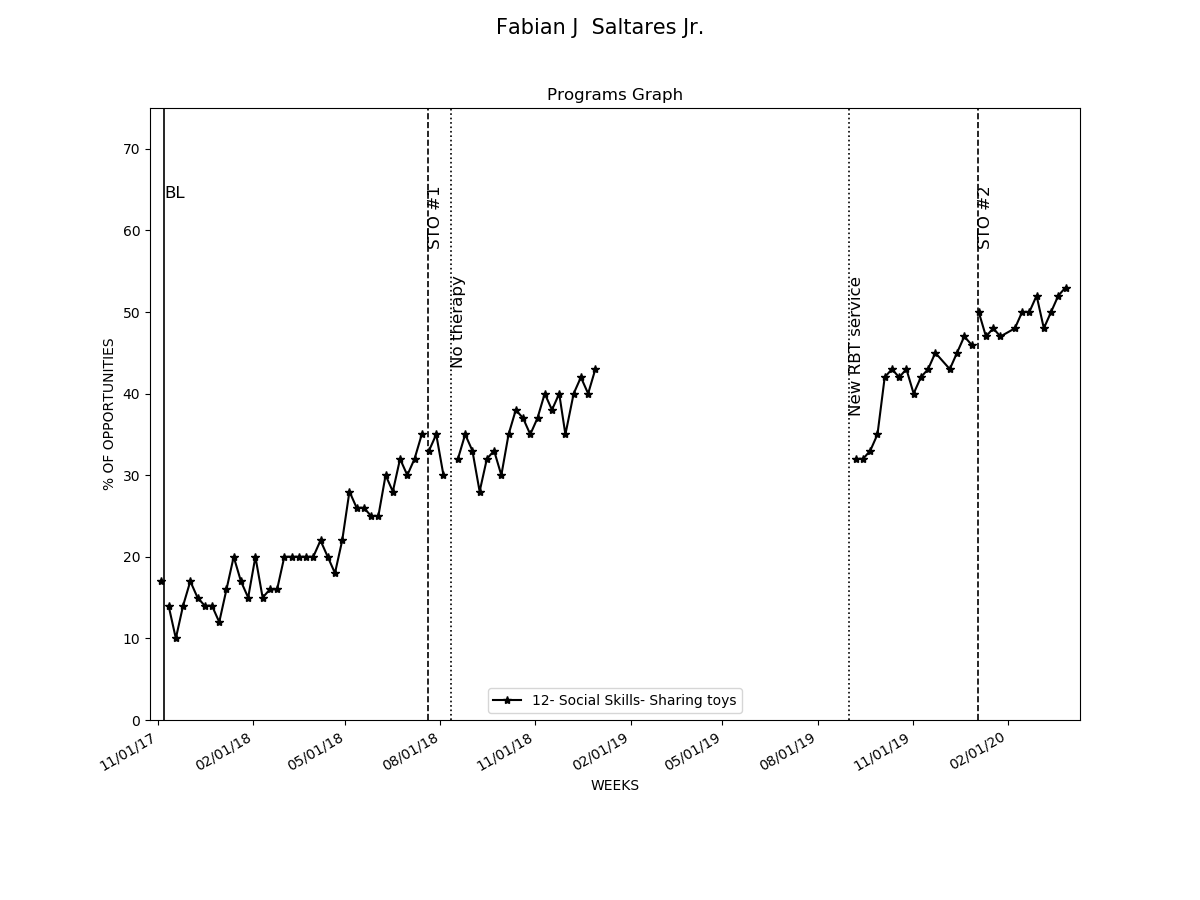 Fabian J  Saltares Jr.
Programs Graph
70
60
50
40
30
20
10
0
% OF OPPORTUNITIES
BL
STO #1
No therapy
New RBT service
STO #2
12- Social Skills- Sharing toys
11/01/17
02/01/18
05/01/18
08/01/18
11/01/18
02/01/19
05/01/19
08/01/19
11/01/19
02/01/20
WEEKS